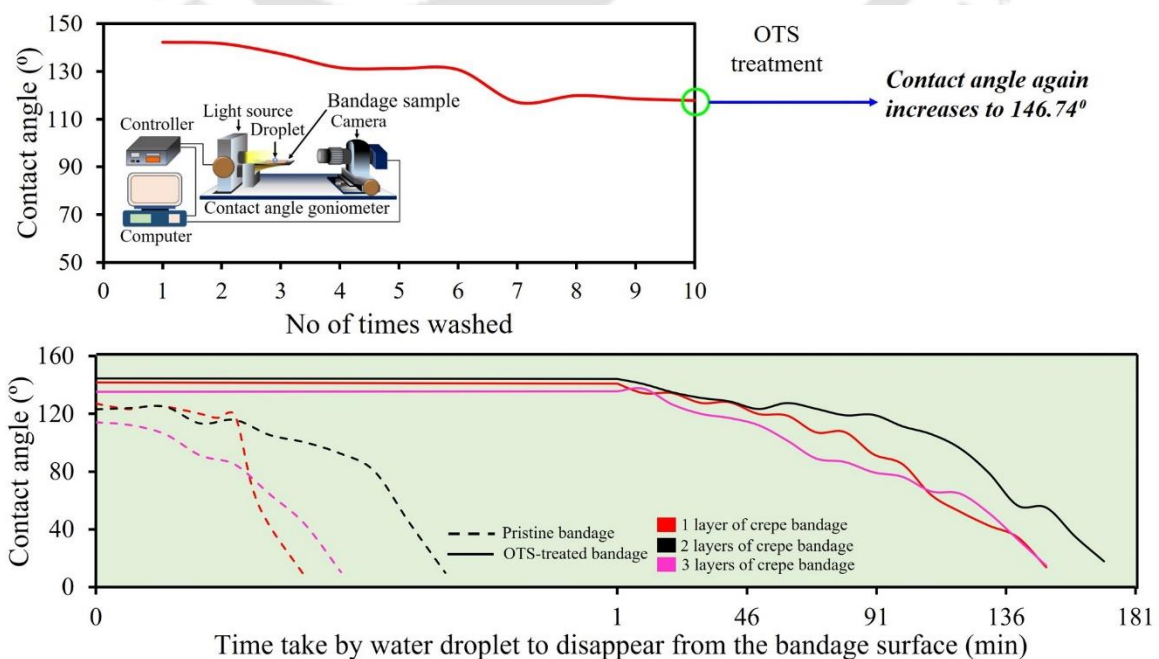 150
130
110
90
70
50
Contact angle (º)
Light source
Droplet
Bandage sample
Camera
Controller
Computer
Contact angle goniometer
0 1 2 3 4 5 6 7 8 9 10
No of times washed
OTS
treatment
Contact angle again
increases to 146.74⁰
160
120
80
40
0
Contact angle (º)
Pristine bandage
OTS-treated bandage
1 layer of crepe bandage
2 layers of crepe bandage
3 layers of crepe bandage
0 1 46 91 136 181
Time take by water droplet to disappear from the bandage surface (min)